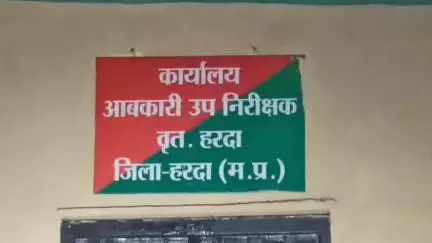 कार्यालय
आबकारी उप निरीक्षक
वृत. हरदा
जिला-हरदा (म.प्र.)